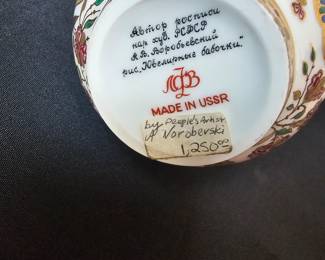 Автор росписи
нар. худ. РСФСР
А.В. Воробьевский
рис. "Ювелирные бабочки".
ЛФЗ
MADE IN USSR
by People's Artist
A Vorobevski
1,250.00